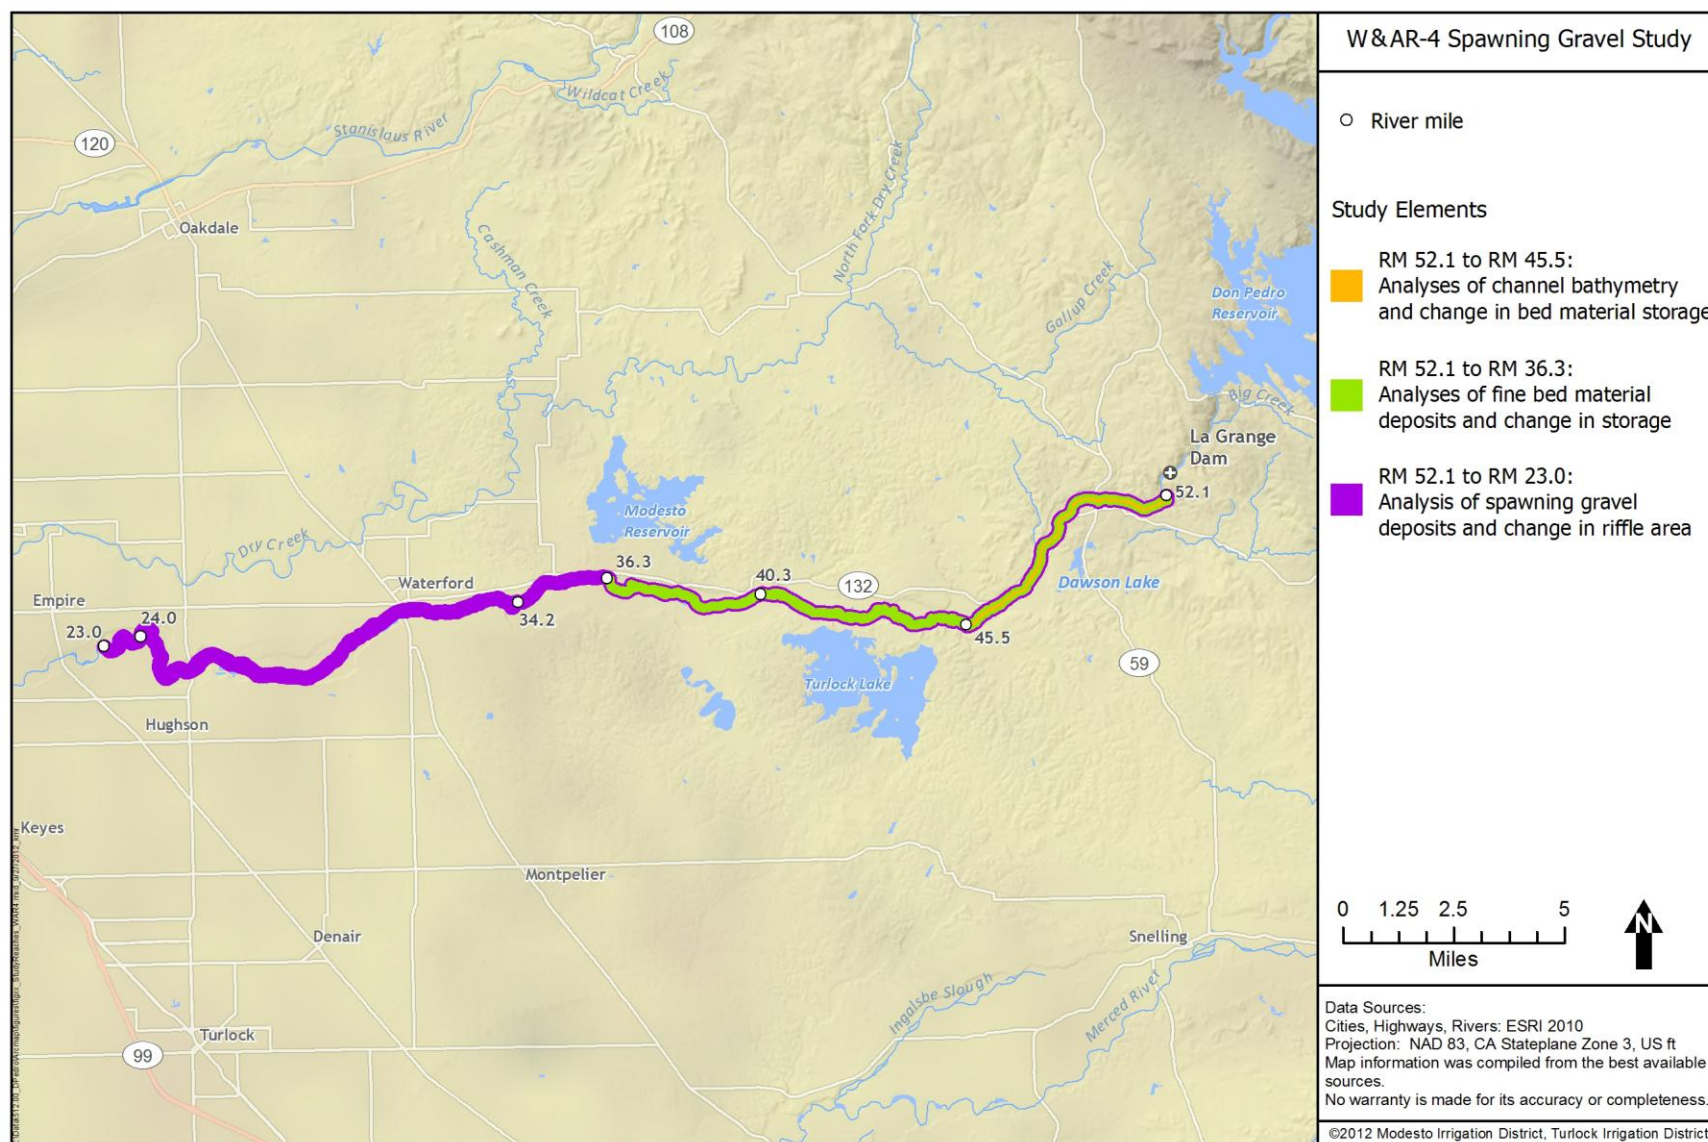 W&AR-4 Spawning Gravel Study
River mile
Study Elements
RM 52.1 to RM 45.5:
Analyses of channel bathymetry
and change in bed material storage
RM 52.1 to RM 36.3:
Analyses of fine bed material
deposits and change in storage
RM 52.1 to RM 23.0:
Analysis of spawning gravel
deposits and change in riffle area
0 1.25 2.5 5
Miles
N
Data Sources:
Cities, Highways, Rivers: ESRI 2010
Projection: NAD 83, CA Stateplane Zone 3, US ft
Map information was compiled from the best available
sources.
No warranty is made for its accuracy or completeness.
©2012 Modesto Irrigation District, Turlock Irrigation District
108
Wildcat Creek
Stanislaus River
120
Oakdale
Cashman Creek
North Fork Dry Creek
Gallup Creek
Don Pedro
Reservoir
Big Creek
La Grange
Dam
52.1
Modesto
Reservoir
Dry Creek
36.3
40.3
132
Dawson Lake
Waterford
34.2
45.5
Empire
24.0
23.0
59
Turlock Lake
Hughson
Keyes
Montpelier
Denair
Snelling
Ingalsbe Slough
Merced River
Turlock
99